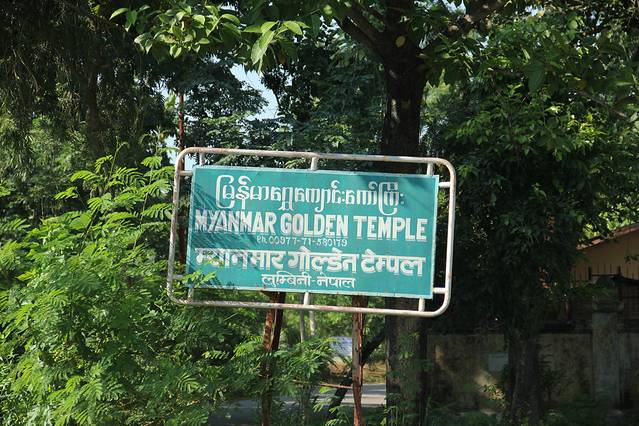 မြန်မာရွှေကျောင်းတော်ကြီး
MYANMAR GOLDEN TEMPLE
Ph. 00977-71-580179
म्यानमार गोल्डेन टेम्पल
लुम्बिनी-नेपाल